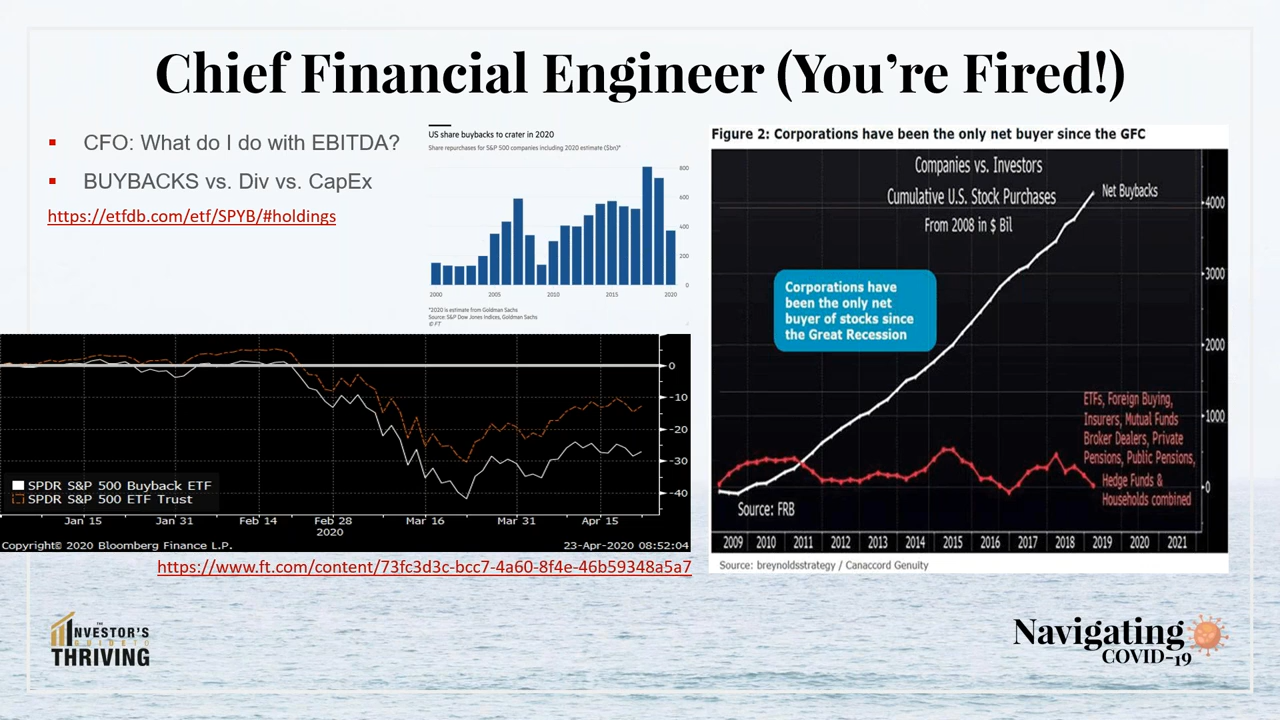 Chief Financial Engineer (You’re Fired!)
▪ CFO: What do I do with EBITDA?
▪ BUYBACKS vs. Div vs. CapEx
https://etfdb.com/etf/SPYB/#holdings
US share buybacks to crater in 2020
Share repurchases for S&P 500 companies including 2020 estimate ($bn)*
800
600
400
200
0
2000 2005 2010 2015 2020
*2020 is estimate from Goldman Sachs
Source: S&P Dow Jones Indices, Goldman Sachs
© FT
Figure 2: Corporations have been the only net buyer since the GFC
Companies vs. Investors
Cumulative U.S. Stock Purchases
From 2008 in $ Bil
Net Buybacks
4000
3000
2000
1000
0
Corporations have
been the only net
buyer of stocks since
the Great Recession
ETFs, Foreign Buying,
Insurers, Mutual Funds
Broker Dealers, Private
Pensions, Public Pensions,
Hedge Funds &
Households combined
Source: FRB
2009 2010 2011 2012 2013 2014 2015 2016 2017 2018 2019 2020 2021
Source: breynoldsstrategy / Canaccord Genuity
0
-10
-20
-30
-40
SPDR S&P 500 Buyback ETF
SPDR S&P 500 ETF Trust
Jan 15 Jan 31 Feb 14 Feb 28 Mar 16 Mar 31 Apr 15
2020
Copyright© 2020 Bloomberg Finance L.P. 23-Apr-2020 08:52:04
https://www.ft.com/content/73fc3d3c-bcc7-4a60-8f4e-46b59348a5a7
THE
INVESTOR'S
GUIDE TO
THRIVING
Navigating
COVID-19